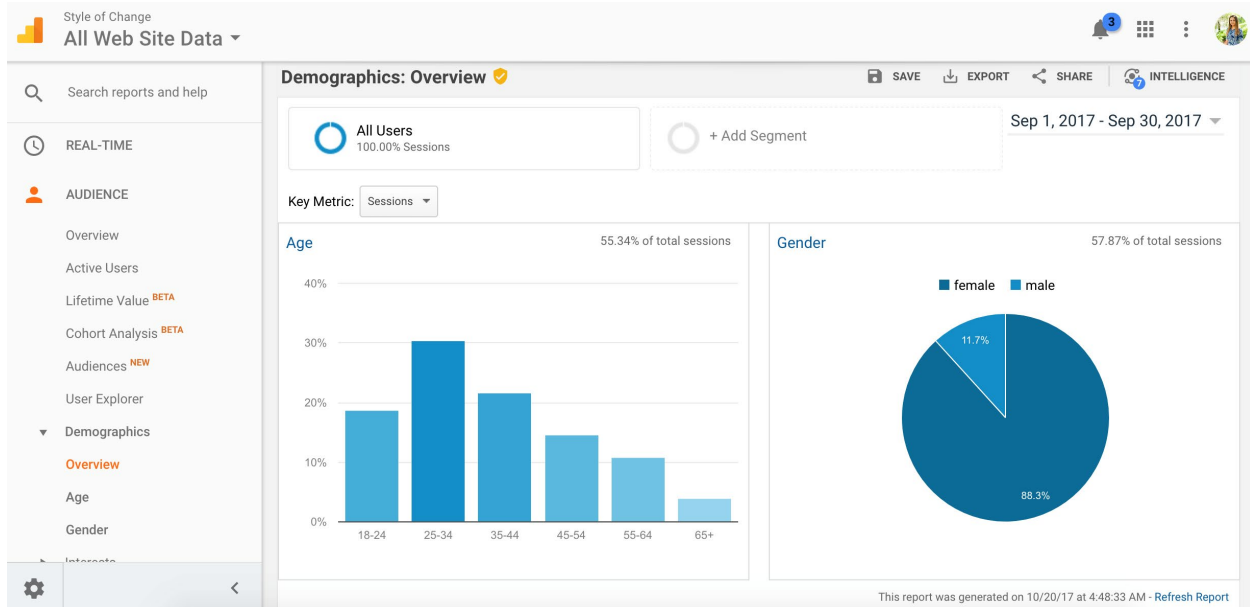 Style of Change
All Web Site Data
3
Search reports and help
REAL-TIME
AUDIENCE
Overview
Active Users
Lifetime Value BETA
Cohort Analysis BETA
Audiences NEW
User Explorer
Demographics
Overview
Age
Gender
Interests
Demographics: Overview
SAVE
EXPORT
SHARE
7
INTELLIGENCE
All Users
100.00% Sessions
+ Add Segment
Sep 1, 2017 - Sep 30, 2017
Key Metric: Sessions
Age
55.34% of total sessions
40%
30%
20%
10%
0%
18-24 25-34 35-44 45-54 55-64 65+
Gender
57.87% of total sessions
female male
11.7%
88.3%
This report was generated on 10/20/17 at 4:48:33 AM - Refresh Report